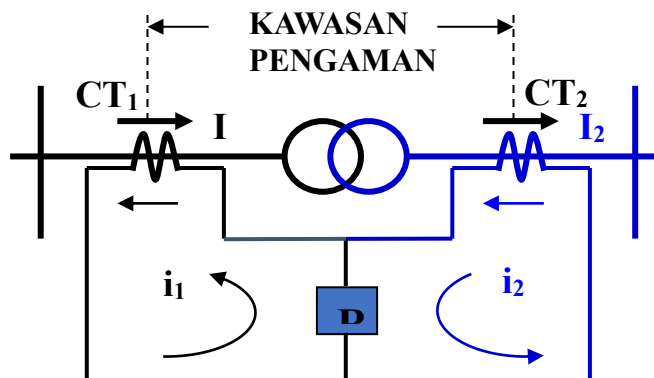 KAWASAN
PENGAMAN
CT₁
CT₂
I
I₂
i₁
i₂